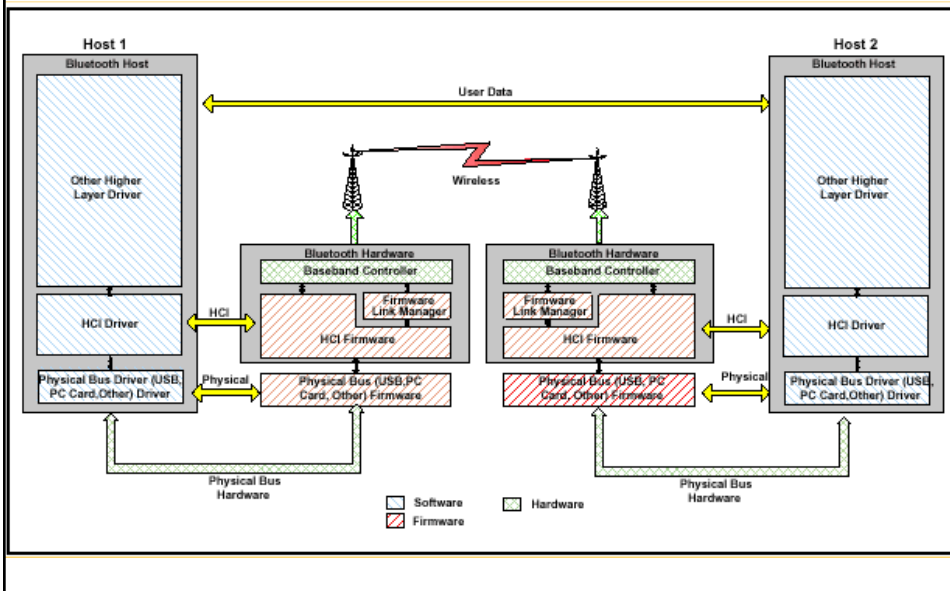 Host 1
Host 2
Bluetooth Host
Bluetooth Host
User Data
Other Higher
Layer Driver
Wireless
Other Higher
Layer Driver
Bluetooth Hardware
Baseband Controller
Bluetooth Hardware
Baseband Controller
HCI Driver
HCI
Firmware
Link Manager
HCI Firmware
Firmware
Link Manager
HCI Firmware
HCI
HCI Driver
Physical Bus Driver (USB,
PC Card,Other) Driver
Physical
Physical Bus (USB,PC
Card, Other) Firmware
Physical Bus (USB, PC
Card, Other) Firmware
Physical
Physical Bus Driver (USB,
PC Card,Other) Driver
Physical Bus
Hardware
Physical Bus
Hardware
Software
Hardware
Firmware